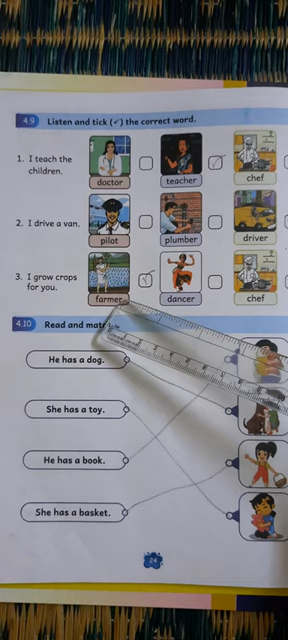 4.9 Listen and tick (✓) the correct word.
1. I teach the
children.
doctor teacher chef
2. I drive a van.
pilot plumber driver
3. I grow crops
for you.
farmer dancer chef
4.10 Read and
He has a dog.
She has a toy.
He has a book.
She has a basket.
24